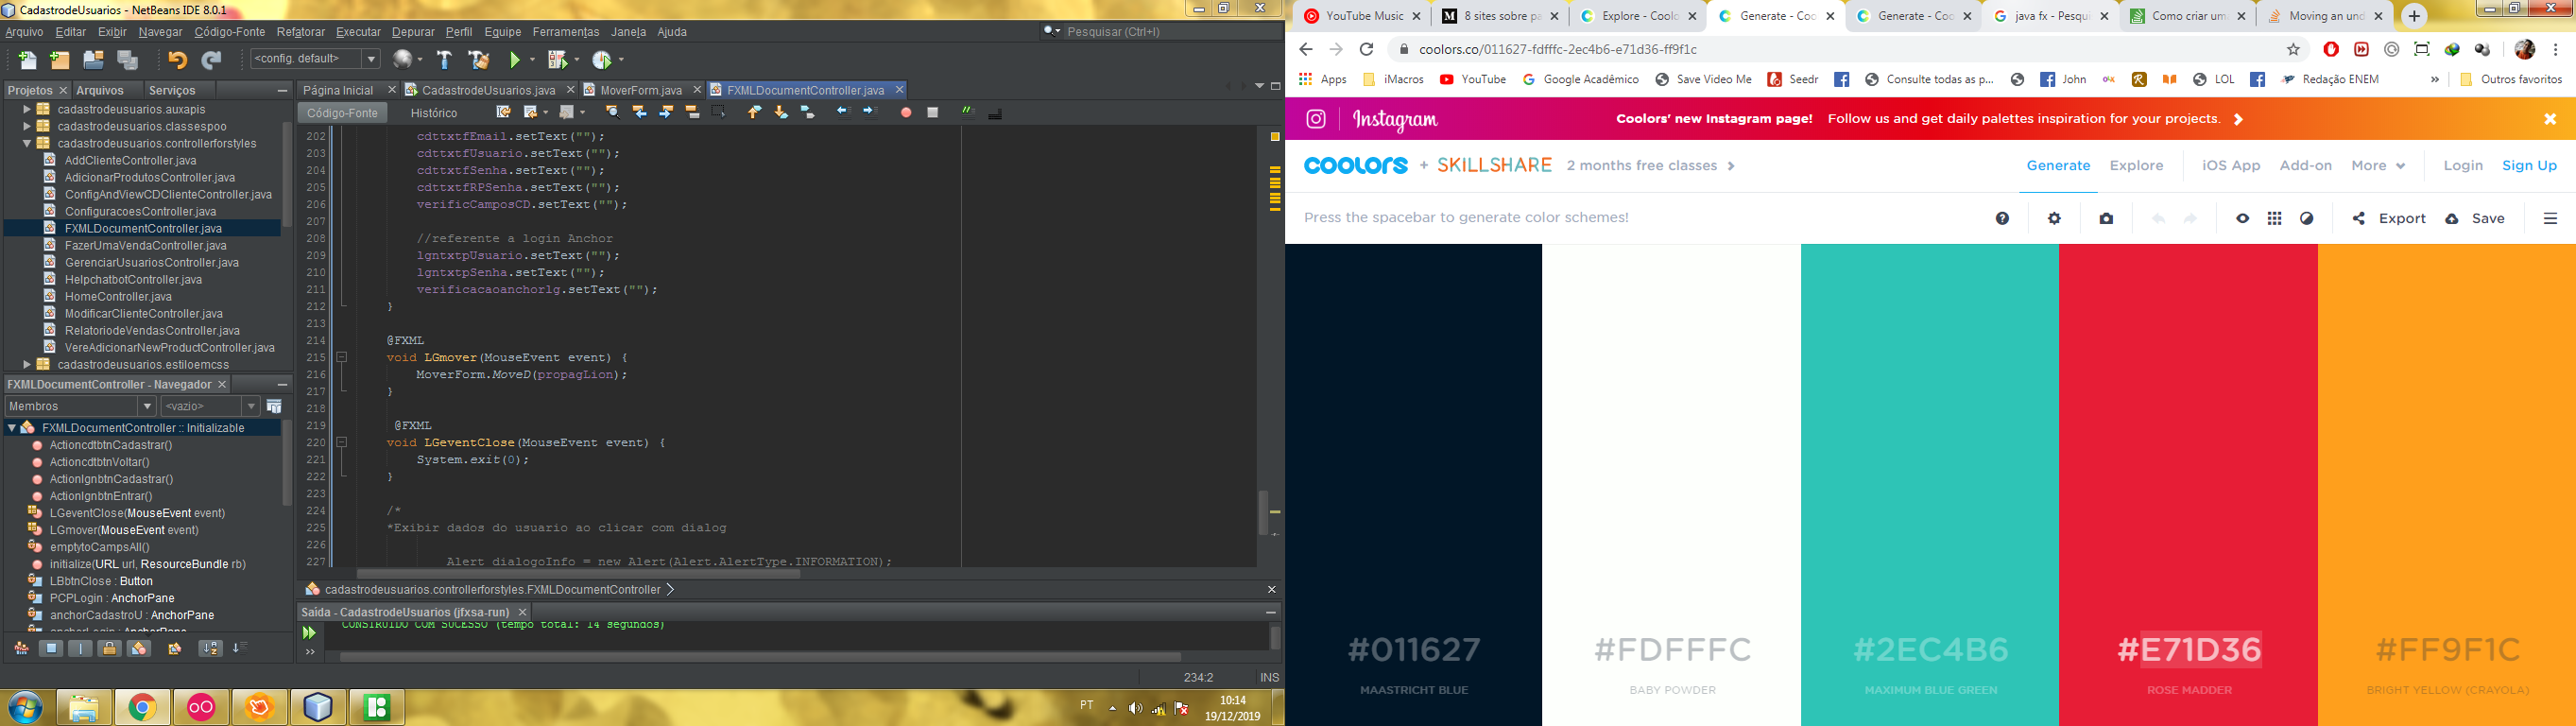 CadastrodeUsuarios - NetBeans IDE 8.0.1
Arquivo Editar Exibir Navegar Código-Fonte Refatorar Executar Depurar Perfil Equipe Ferramentas Janela Ajuda
Pesquisar (Ctrl+I)
<config. default>
Projetos Arquivos Serviços
cadastrodeusuarios.auxapis
cadastrodeusuarios.classespoo
cadastrodeusuarios.controllerforstyles
AddClienteController.java
AdicionarProdutosController.java
ConfigAndViewCDClienteController.java
ConfiguracoesController.java
FXMLDocumentController.java
FazerUmaVendaController.java
GerenciarUsuariosController.java
HelpchatbotController.java
HomeController.java
ModificarClienteController.java
RelatoriodeVendasController.java
VereAdicionarNewProductController.java
cadastrodeusuarios.estiloemcss
FXMLDocumentController - Navegador
Membros <vazio>
FXMLDocumentController :: Initializable
ActioncdtbtnCadastrar()
ActioncdtbtnVoltar()
ActionlgnbtnCadastrar()
ActionlgnbtnEntrar()
LGeventClose(MouseEvent event)
LGmover(MouseEvent event)
emptytoCampsAll()
initialize(URL url, ResourceBundle rb)
LBbtnClose : Button
PCPLogin : AnchorPane
anchorCadastroU : AnchorPane
anchorLogin : AnchorPane
Página Inicial CadastrodeUsuarios.java MoverForm.java FXMLDocumentController.java
Código-Fonte Histórico
202 cdttxtfEmail.setText("");
203 cdttxtfUsuario.setText("");
204 cdttxtfSenha.setText("");
205 cdttxtfRPSenha.setText("");
206 verificCamposCD.setText("");
207
208 //referente a login Anchor
209 lgntxtpUsuario.setText("");
210 lgntxtpSenha.setText("");
211 verificacaoanchorlg.setText("");
212 }
213
214 @FXML
215 void LGmover(MouseEvent event) {
216 MoverForm.MoveD(propagLion);
217 }
218
219 @FXML
220 void LGeventClose(MouseEvent event) {
221 System.exit(0);
222 }
223
224 /*
225 *Exibir dados do usuario ao clicar com dialog
226
227 Alert dialogoInfo = new Alert(Alert.AlertType.INFORMATION);
cadastrodeusuarios.controllerforstyles.FXMLDocumentController
Saída - CadastrodeUsuarios (jfxsa-run)
CONSTRUÍDO COM SUCESSO (tempo total: 14 segundos)
234:2 INS
PT
10:14
19/12/2019
YouTube Music
8 sites sobre pa
Explore - Coolo
Generate - Coo
Generate - Coo
java fx - Pesqui
Como criar uma
Moving an und
coolors.co/011627-fdfffc-2ec4b6-e71d36-ff9f1c
Apps iMacros YouTube Google Acadêmico Save Video Me Seedr Consulte todas as p... John LOL Redação ENEM » Outros favoritos
Instagram
Coolors' new Instagram page! Follow us and get daily palettes inspiration for your projects.
coolors + SKILLSHARE 2 months free classes
Generate Explore iOS App Add-on More Login Sign Up
Press the spacebar to generate color schemes!
Export Save
#011627
MAASTRICHT BLUE
#FDFFFC
BABY POWDER
#2EC4B6
MAXIMUM BLUE GREEN
#E71D36
ROSE MADDER
#FF9F1C
BRIGHT YELLOW (CRAYOLA)